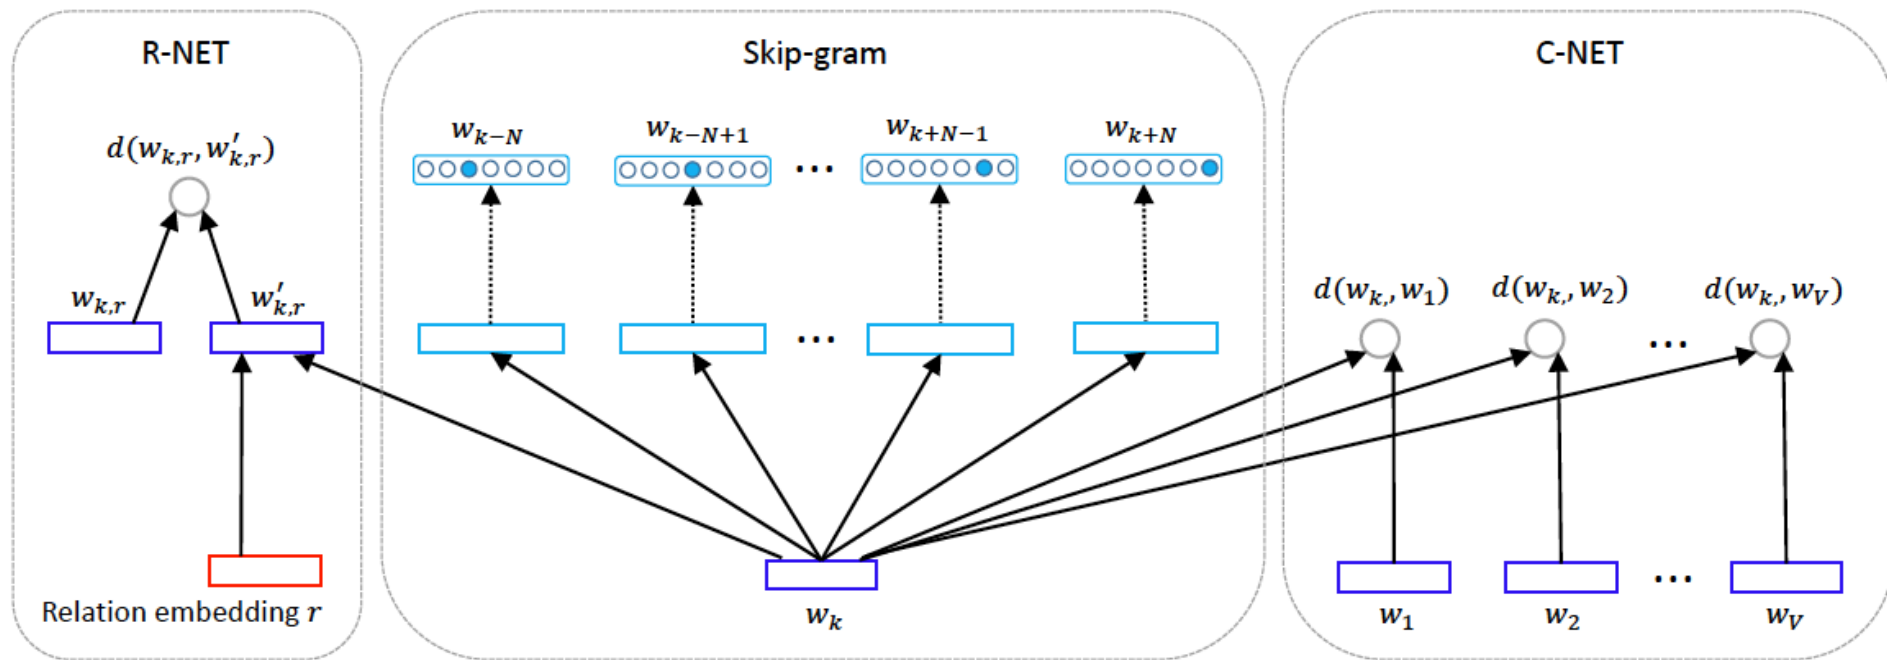 R-NET
Skip-gram
C-NET
d(w_{k,r}, w'_{k,r})
w_{k-N}
w_{k-N+1}
...
w_{k+N-1}
w_{k+N}
w_{k,r}
w'_{k,r}
...
d(w_{k,}, w_1)
d(w_{k,}, w_2)
...
d(w_{k,}, w_V)
Relation embedding r
w_k
w_1
w_2
...
w_V